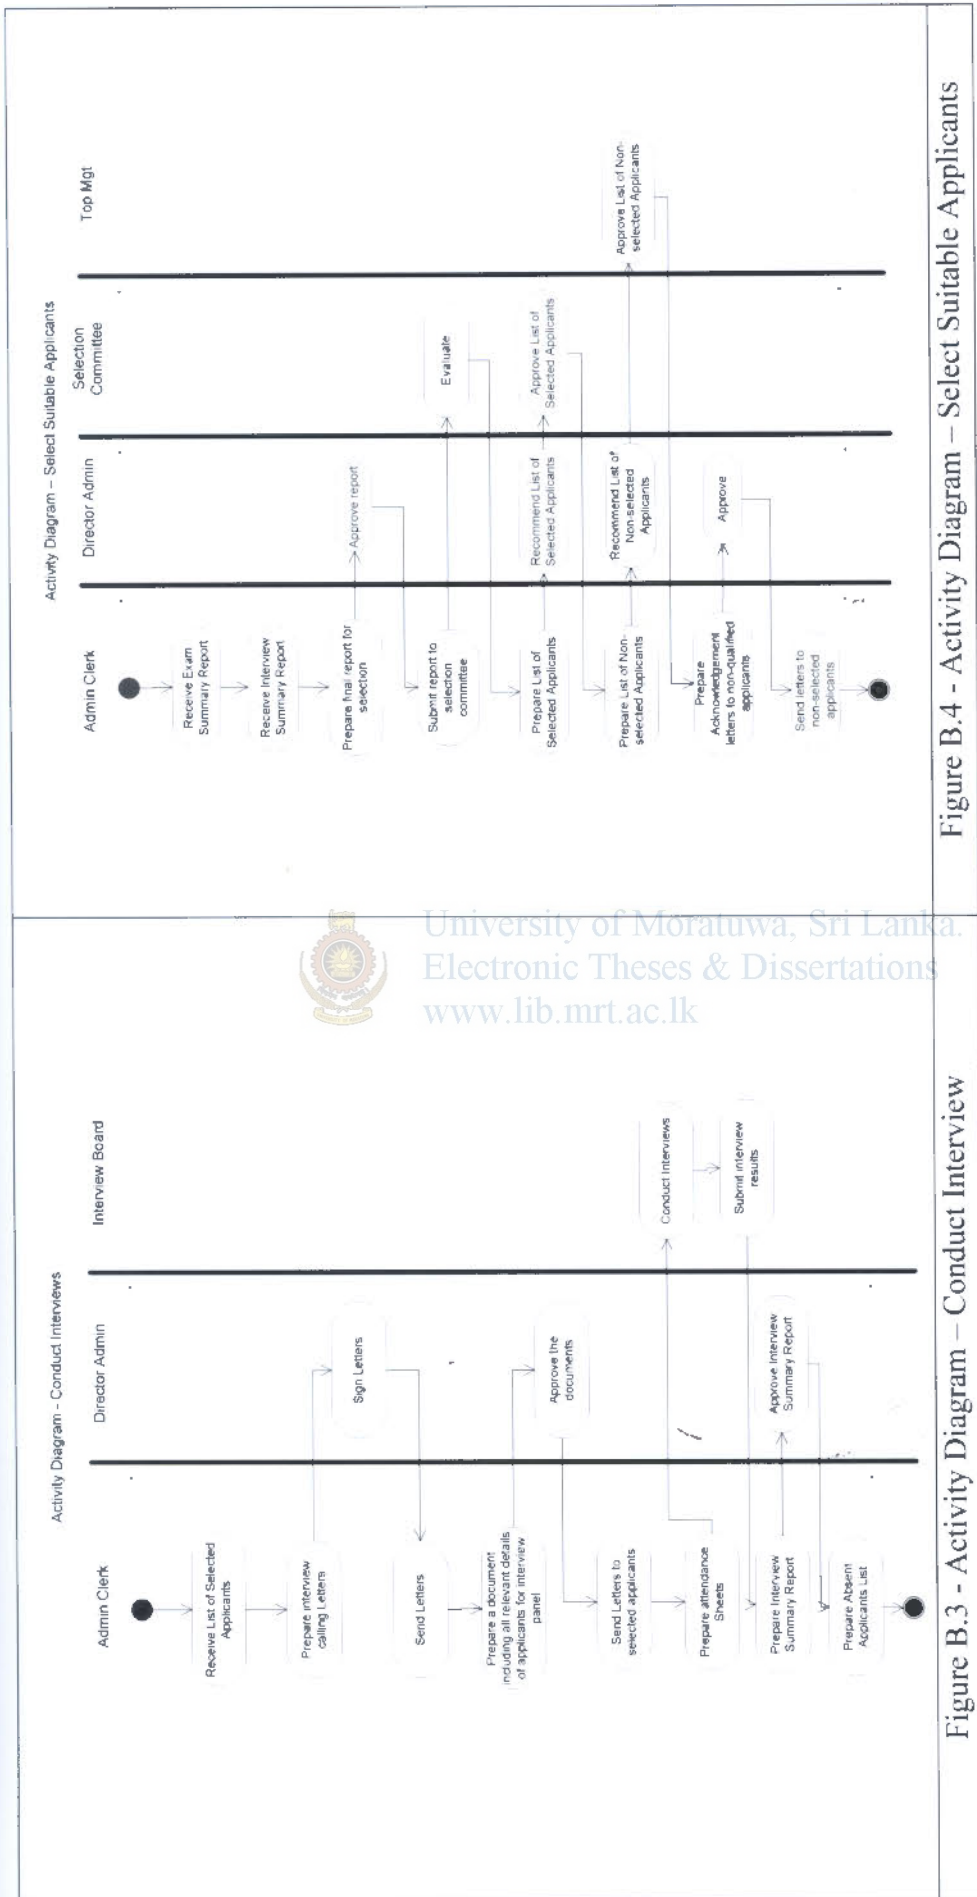 Activity Diagram - Conduct Interviews
Admin Clerk
Director Admin
Interview Board
Receive List of Selected
Applicants
Prepare interview
calling Letters
Sign Letters
Send Letters
Prepare a document
including all relevant details
of applicants for interview
panel
Approve the
documents
Send Letters to
selected applicants
Prepare attendance
Sheets
Conduct Interviews
Submit interview
results
Prepare Interview
Summary Report
Approve Interview
Summary Report
Prepare Absent
Applicants List
Figure B.3 - Activity Diagram – Conduct Interview
Activity Diagram – Select Suitable Applicants
Admin Clerk
Director Admin
Selection
Committee
Top Mgt
Receive Exam
Summary Report
Receive Interview
Summary Report
Prepare final report for
selection
Approve report
Submit report to
selection
committee
Evaluate
Prepare List of
Selected Applicants
Recommend List of
Selected Applicants
Approve List of
Selected Applicants
Prepare List of Non-
selected Applicants
Recommend List of
Non-selected
Applicants
Approve List of Non-
selected Applicants
Prepare
Acknowledgement
letters to non-qualified
applicants
Approve
Send letters to
non-selected
applicants
Figure B.4 - Activity Diagram – Select Suitable Applicants
University of Moratuwa, Sri Lanka.
Electronic Theses & Dissertations
www.lib.mrt.ac.lk